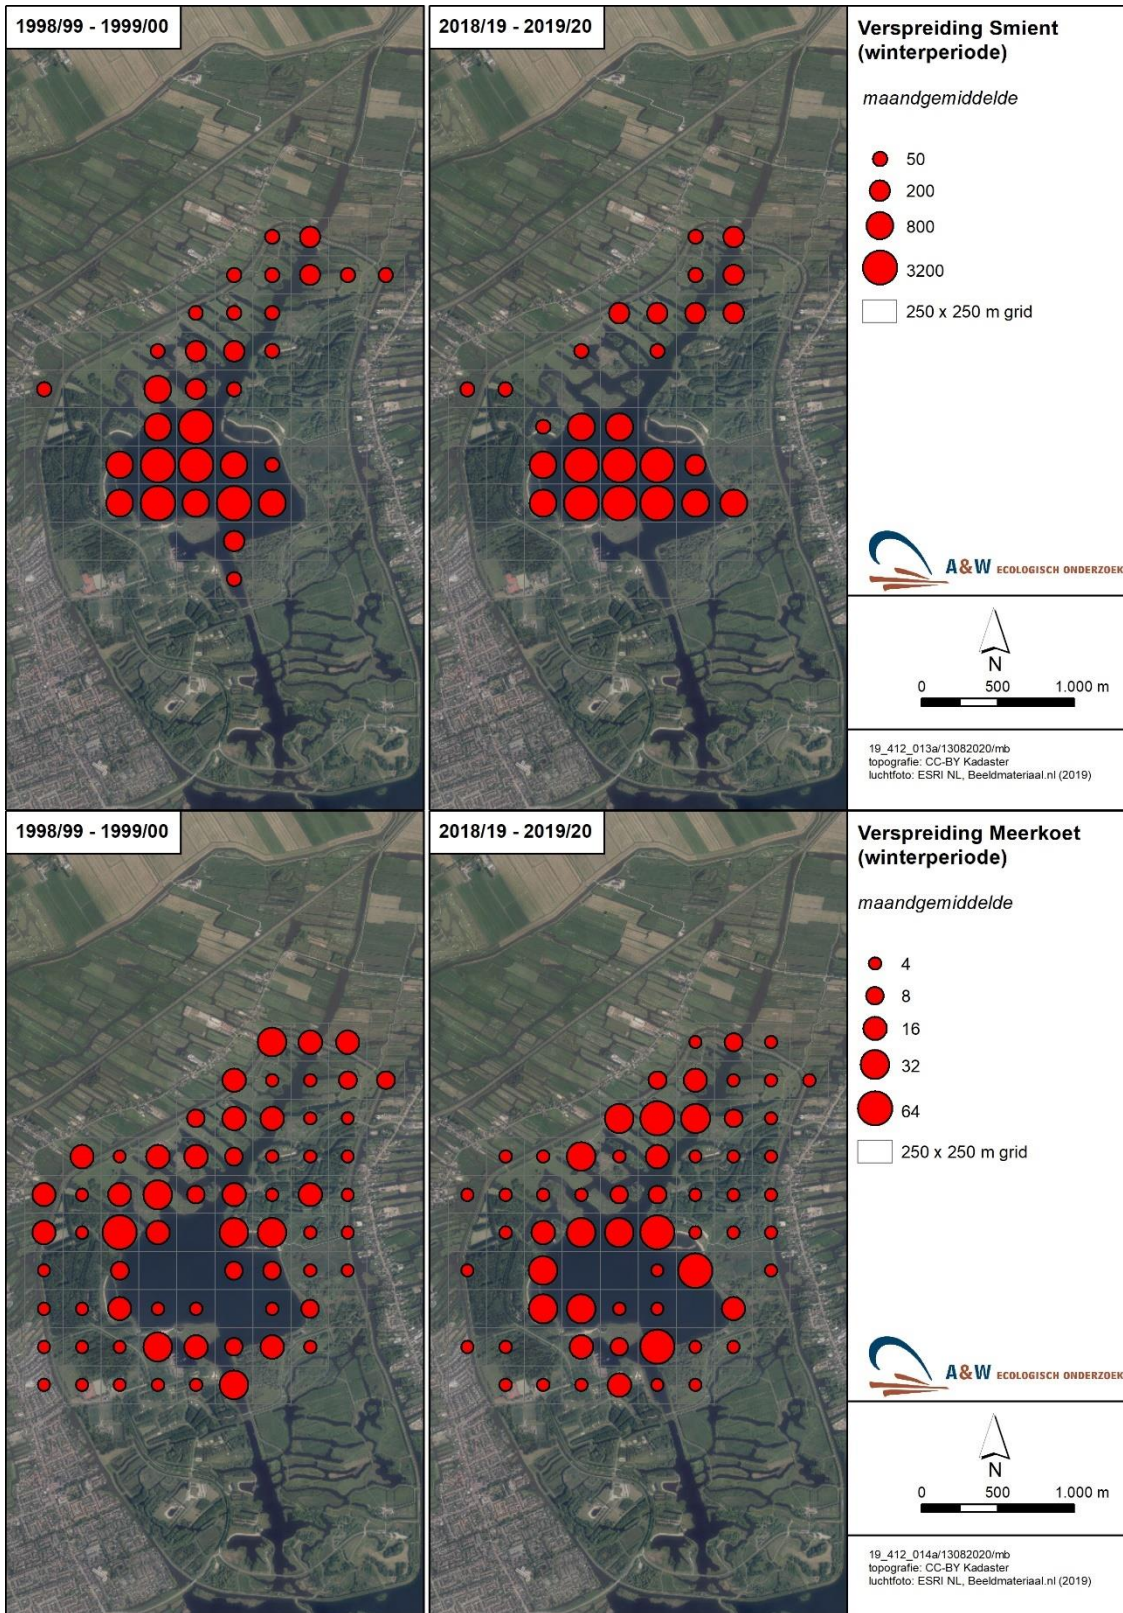 1998/99 - 1999/00
2018/19 - 2019/20
Verspreiding Smient
(winterperiode)
maandgemiddelde
50
200
800
3200
250 x 250 m grid
A&W ECOLOGISCH ONDERZOEK
N
0 500 1.000 m
19_412_013a/13082020/mb
topografie: CC-BY Kadaster
luchtfoto: ESRI NL, Beeldmateriaal.nl (2019)
1998/99 - 1999/00
2018/19 - 2019/20
Verspreiding Meerkoet
(winterperiode)
maandgemiddelde
4
8
16
32
64
250 x 250 m grid
A&W ECOLOGISCH ONDERZOEK
N
0 500 1.000 m
19_412_014a/13082020/mb
topografie: CC-BY Kadaster
luchtfoto: ESRI NL, Beeldmateriaal.nl (2019)